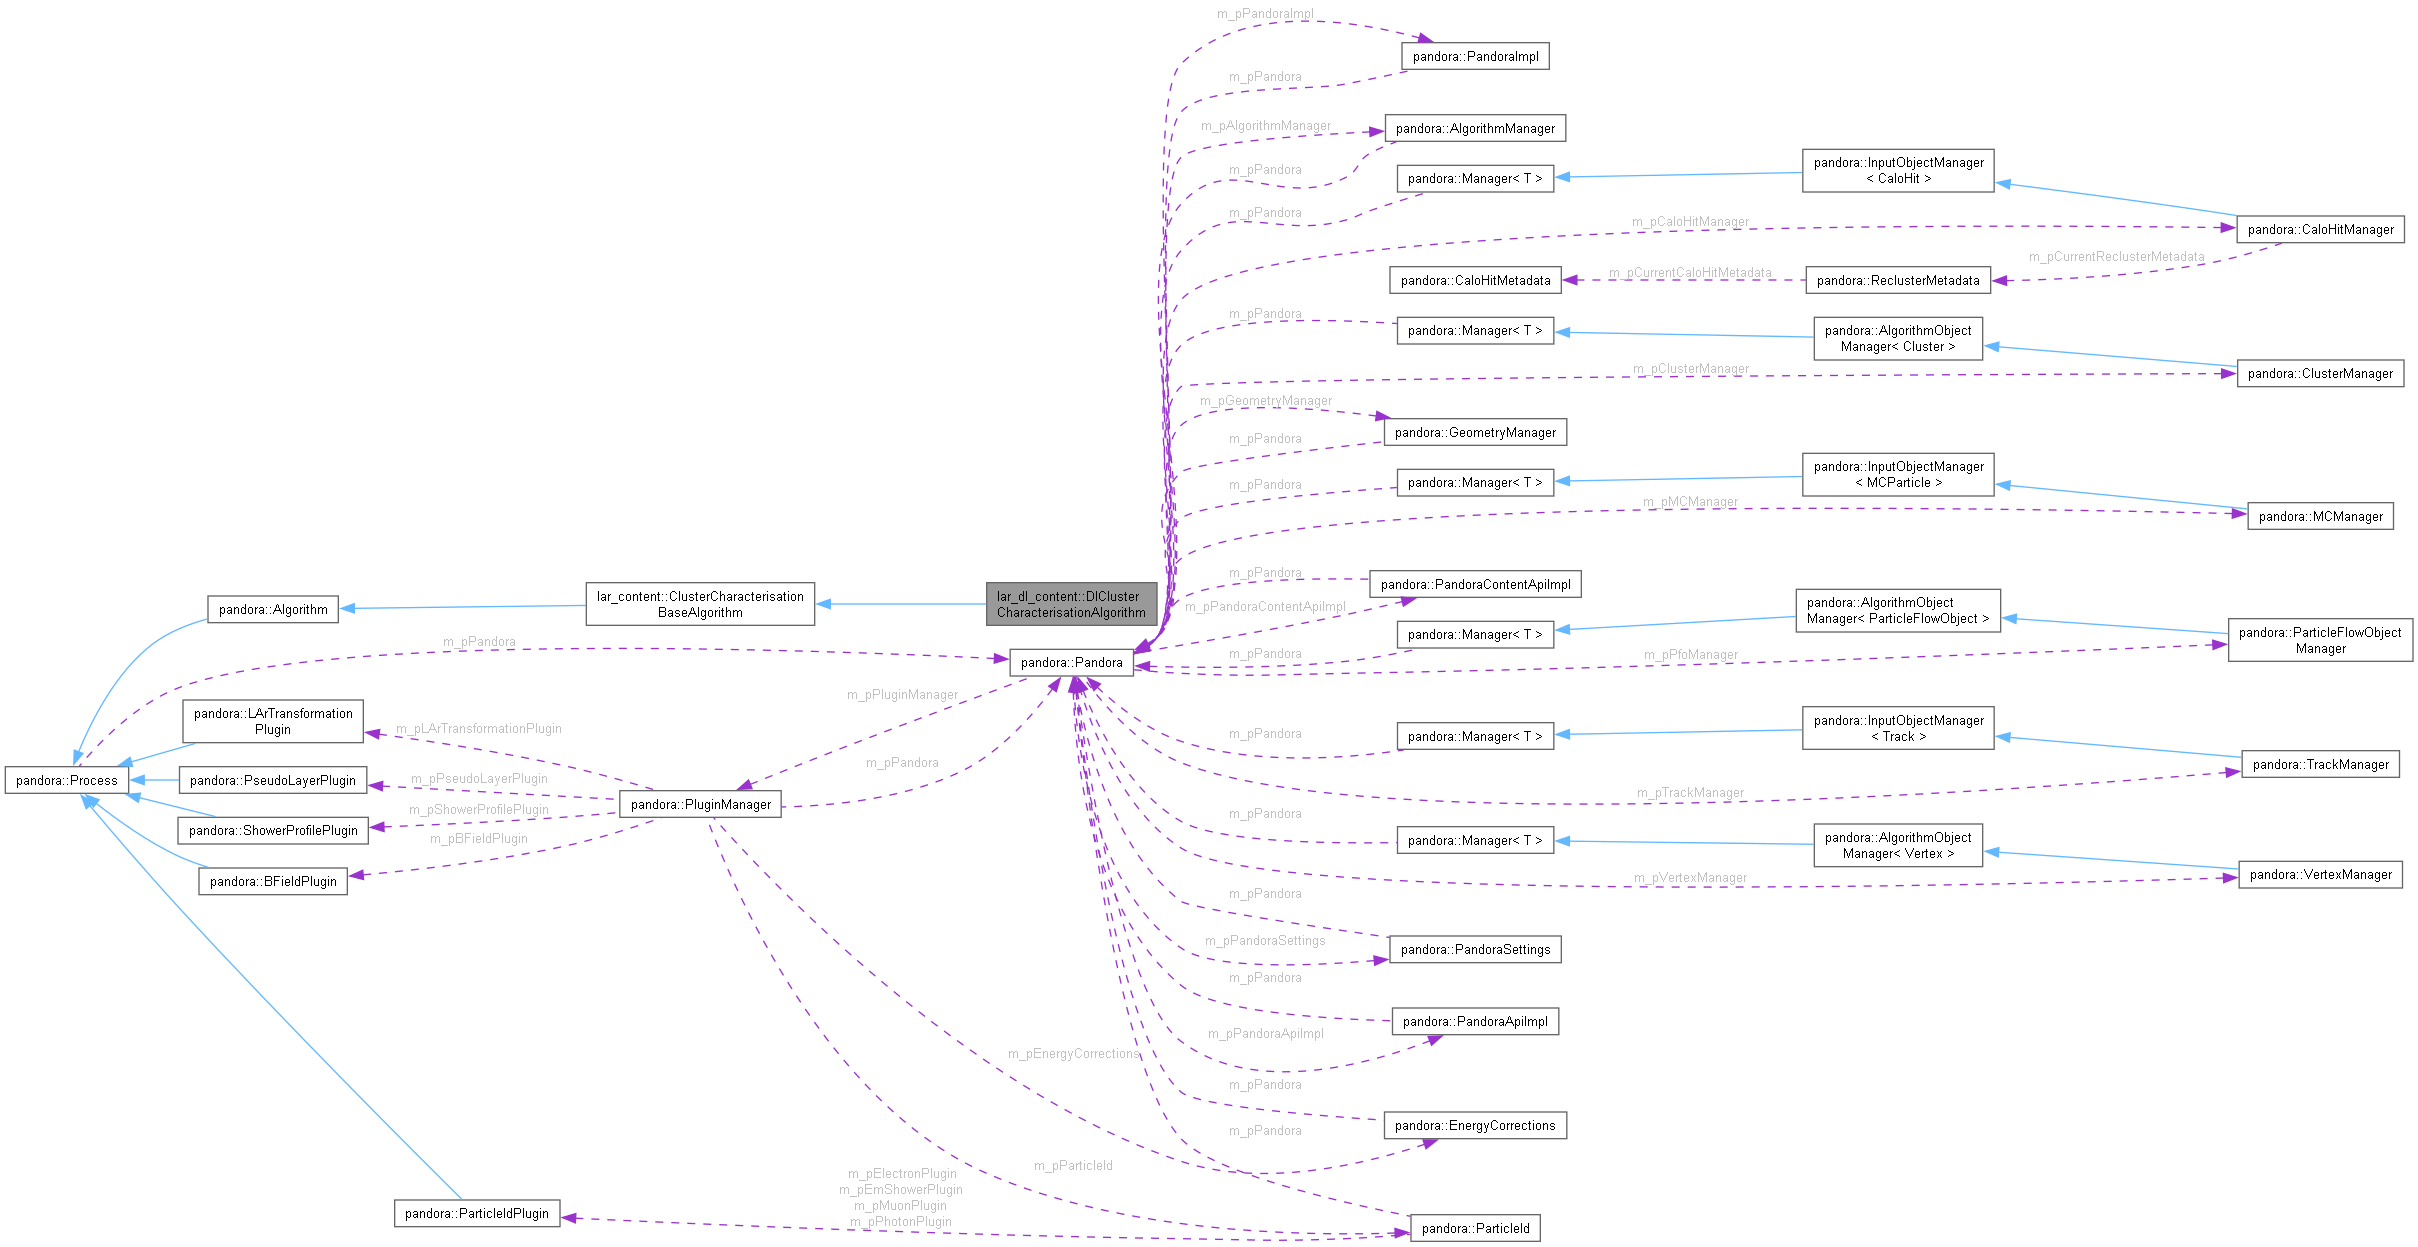 m_pPandoraImpl
pandora::PandoraImpl
m_pPandora
m_pAlgorithmManager
pandora::AlgorithmManager
m_pPandora
pandora::Manager< T >
pandora::InputObjectManager
< CaloHit >
m_pPandora
m_pCaloHitManager
pandora::CaloHitManager
m_pCurrentReclusterMetadata
pandora::CaloHitMetadata
m_pCurrentCaloHitMetadata
pandora::ReclusterMetadata
m_pPandora
pandora::Manager< T >
pandora::AlgorithmObject
Manager< Cluster >
m_pClusterManager
pandora::ClusterManager
m_pGeometryManager
pandora::GeometryManager
m_pPandora
pandora::InputObjectManager
< MCParticle >
m_pPandora
pandora::Manager< T >
m_pMCManager
pandora::MCManager
m_pPandora
pandora::PandoraContentApiImpl
m_pPandoraContentApiImpl
pandora::Algorithm
lar_content::ClusterCharacterisation
BaseAlgorithm
lar_dl_content::DlCluster
CharacterisationAlgorithm
pandora::AlgorithmObject
Manager< ParticleFlowObject >
pandora::Manager< T >
pandora::ParticleFlowObject
Manager
m_pPandora
pandora::Pandora
m_pPandora
m_pPfoManager
m_pPluginManager
pandora::LArTransformation
Plugin
m_pLArTransformationPlugin
m_pPandora
pandora::Manager< T >
pandora::InputObjectManager
< Track >
pandora::TrackManager
m_pTrackManager
m_pPandora
pandora::Process
pandora::PseudoLayerPlugin
m_pPseudoLayerPlugin
pandora::PluginManager
m_pShowerProfilePlugin
pandora::ShowerProfilePlugin
m_pBFieldPlugin
pandora::BFieldPlugin
m_pPandora
pandora::Manager< T >
pandora::AlgorithmObject
Manager< Vertex >
m_pVertexManager
pandora::VertexManager
m_pPandora
m_pPandoraSettings
pandora::PandoraSettings
m_pPandora
pandora::PandoraApiImpl
m_pPandoraApiImpl
m_pEnergyCorrections
m_pPandora
pandora::EnergyCorrections
m_pPandora
m_pParticleId
m_pElectronPlugin
m_pEmShowerPlugin
m_pMuonPlugin
m_pPhotonPlugin
pandora::ParticleIdPlugin
pandora::ParticleId